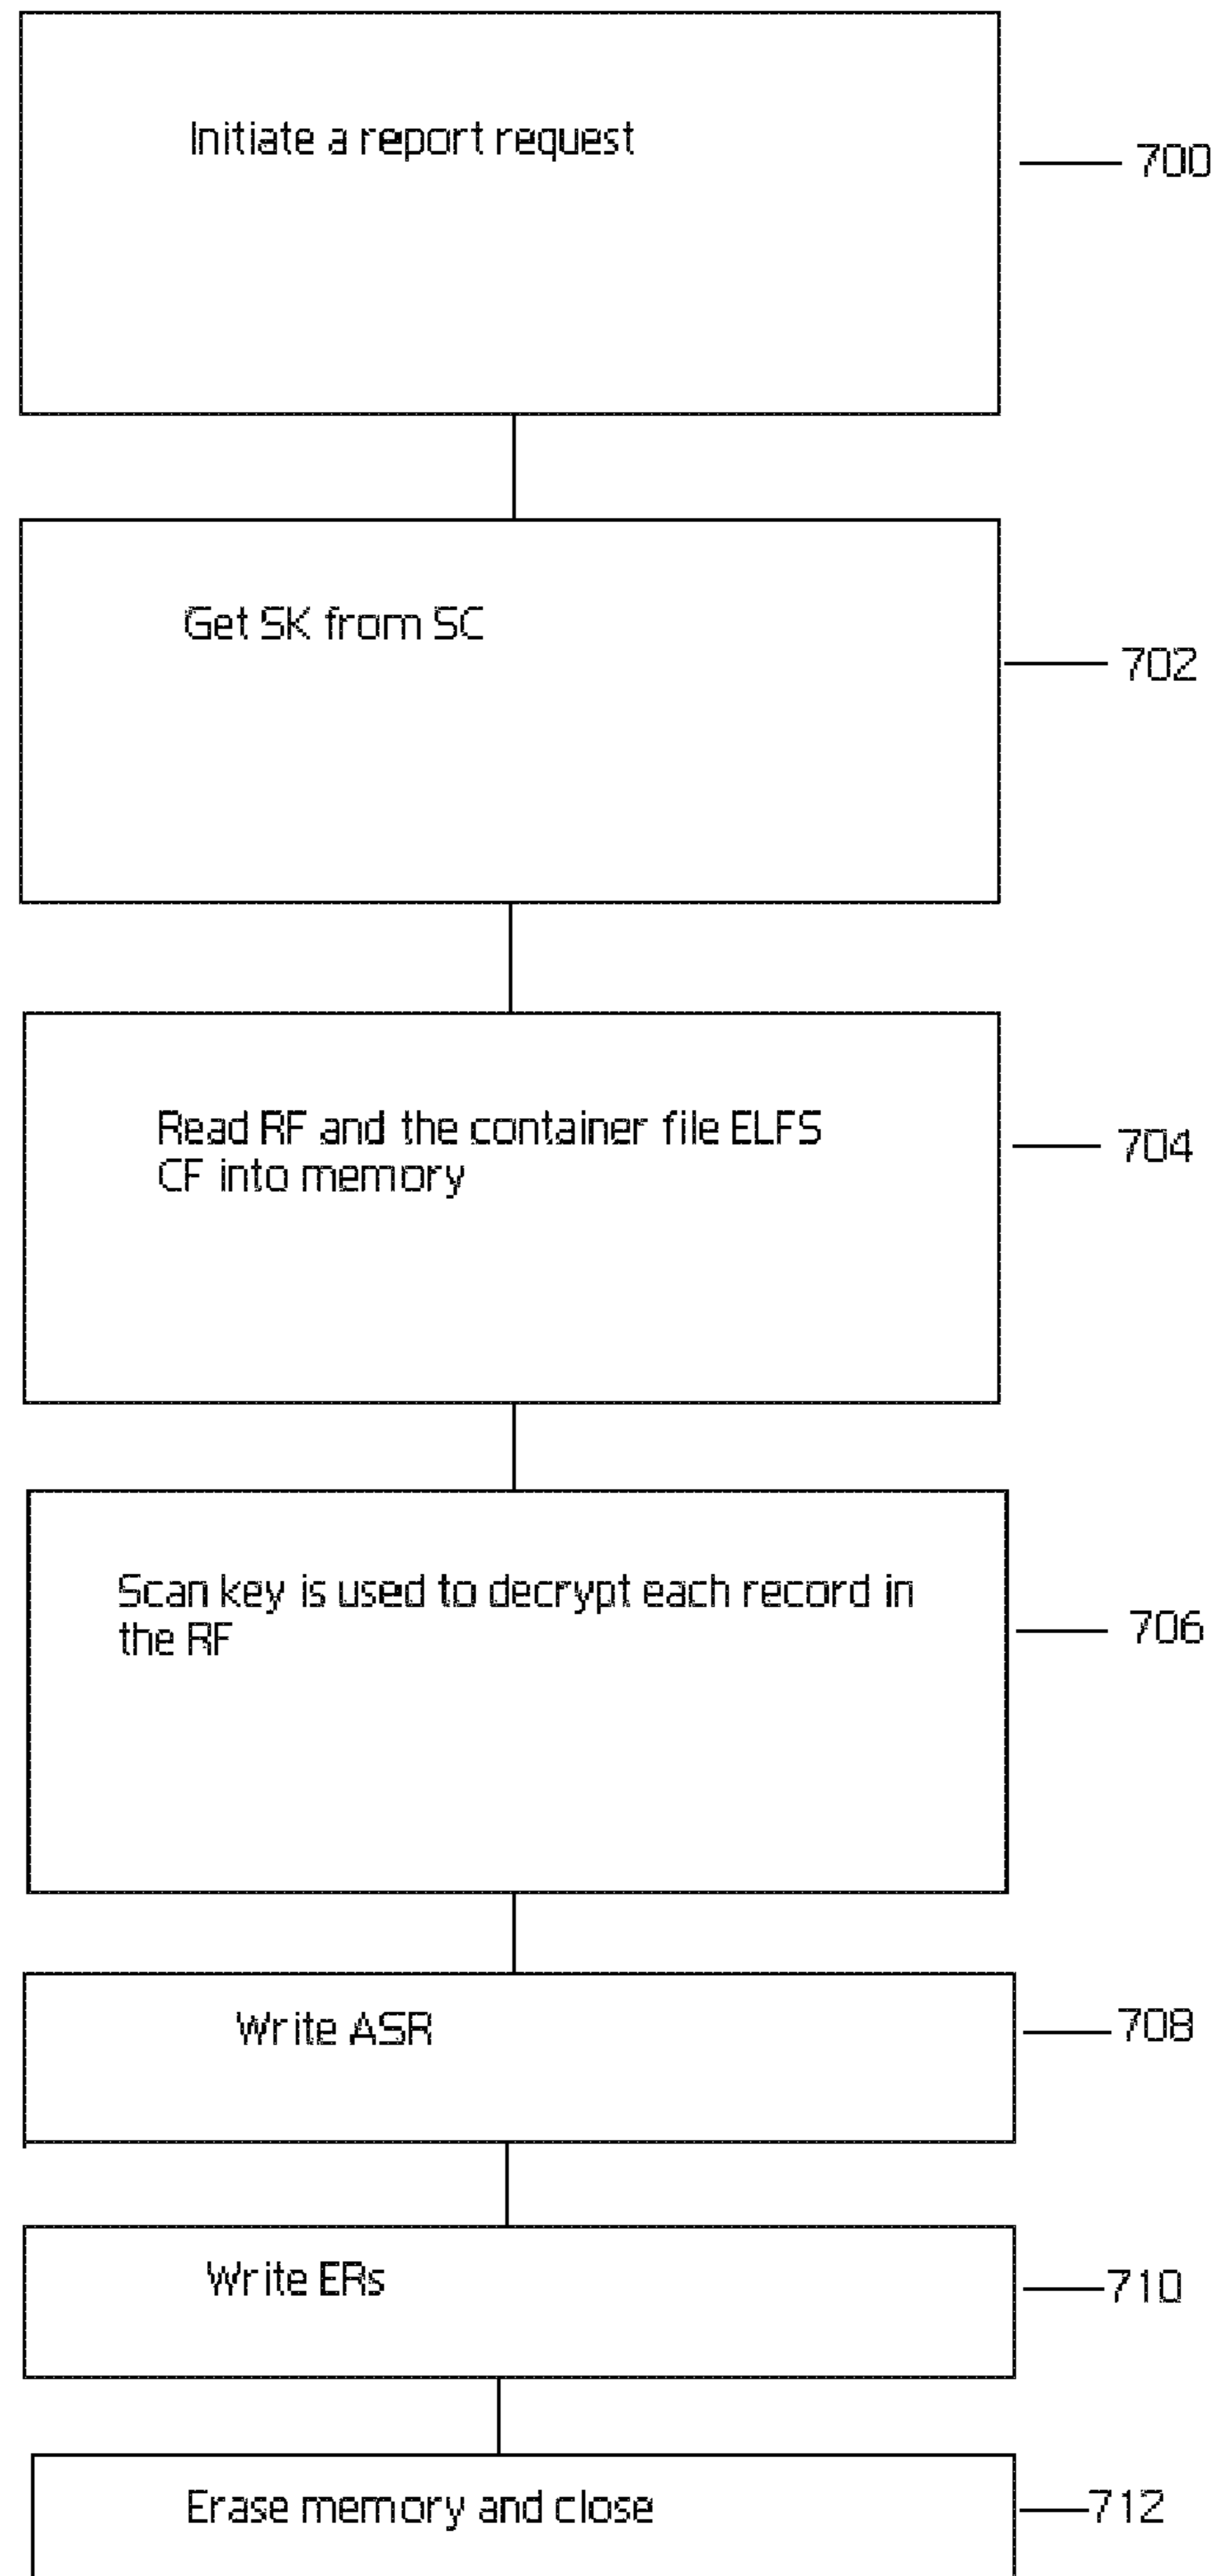 Initiate a report request
700
Get SK from SC
702
Read RF and the container file ELFS
CF into memory
704
Scan key is used to decrypt each record in
the RF
706
Write ASR
708
Write ERs
710
Erase memory and close
712